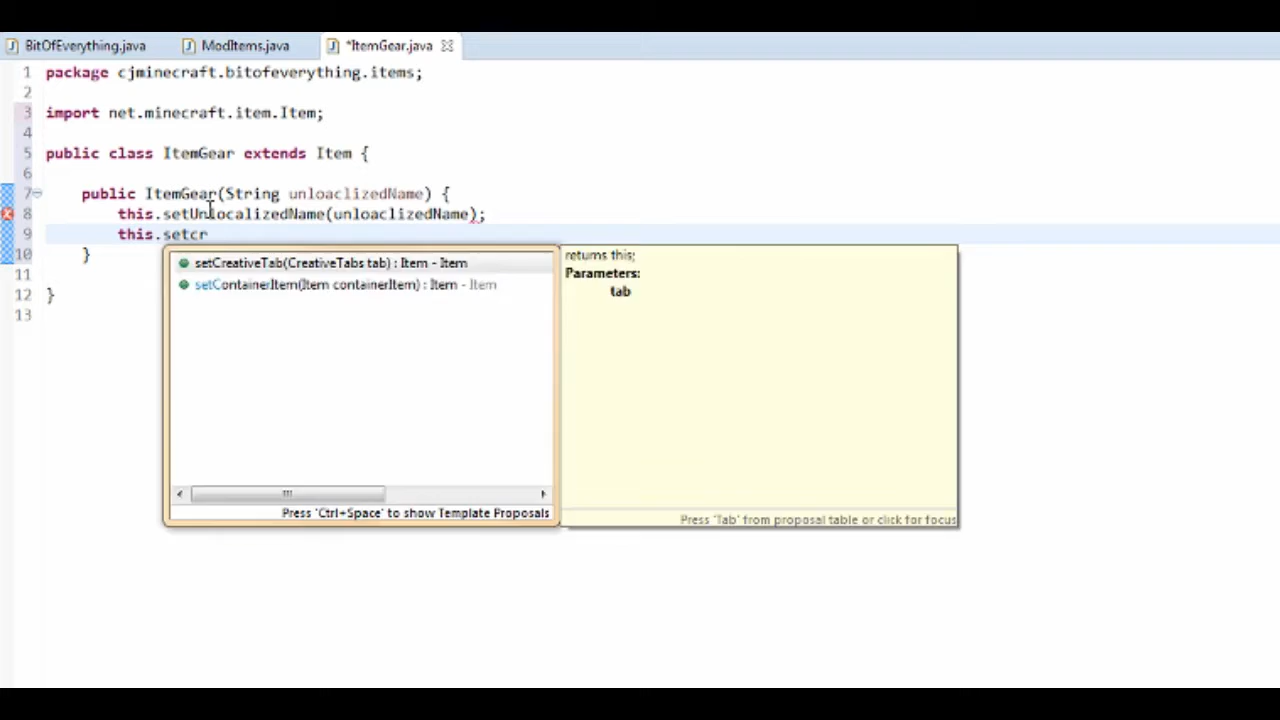 BitOfEverything.java ModItems.java *ItemGear.java
1 package cjminecraft.bitofeverything.items;
2
3 import net.minecraft.item.Item;
4
5 public class ItemGear extends Item {
6
7 public ItemGear(String unloaclizedName) {
8 this.setUnlocalizedName(unloaclizedName);
9 this.setcr
10 }
11
12 }
13
setCreativeTab(CreativeTabs tab) : Item - Item
setContainerItem(Item containerItem) : Item - Item
Press 'Ctrl+Space' to show Template Proposals
returns this;
Parameters:
tab
Press 'Tab' from proposal table or click for focus